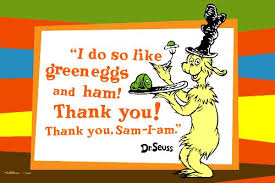 "I do so like
green eggs
and ham!
Thank you!
Thank you, Sam-I-am."
Dr. Seuss